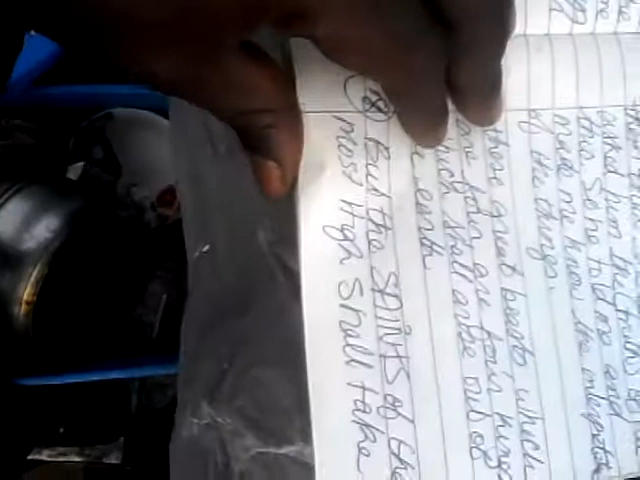 asked him the truth
this. So he told me and
made me know the interpretation
of the things.
these great beasts which
are four are four kings
which shall arise out of
earth
18 But the SAINTS of the
most High shall take